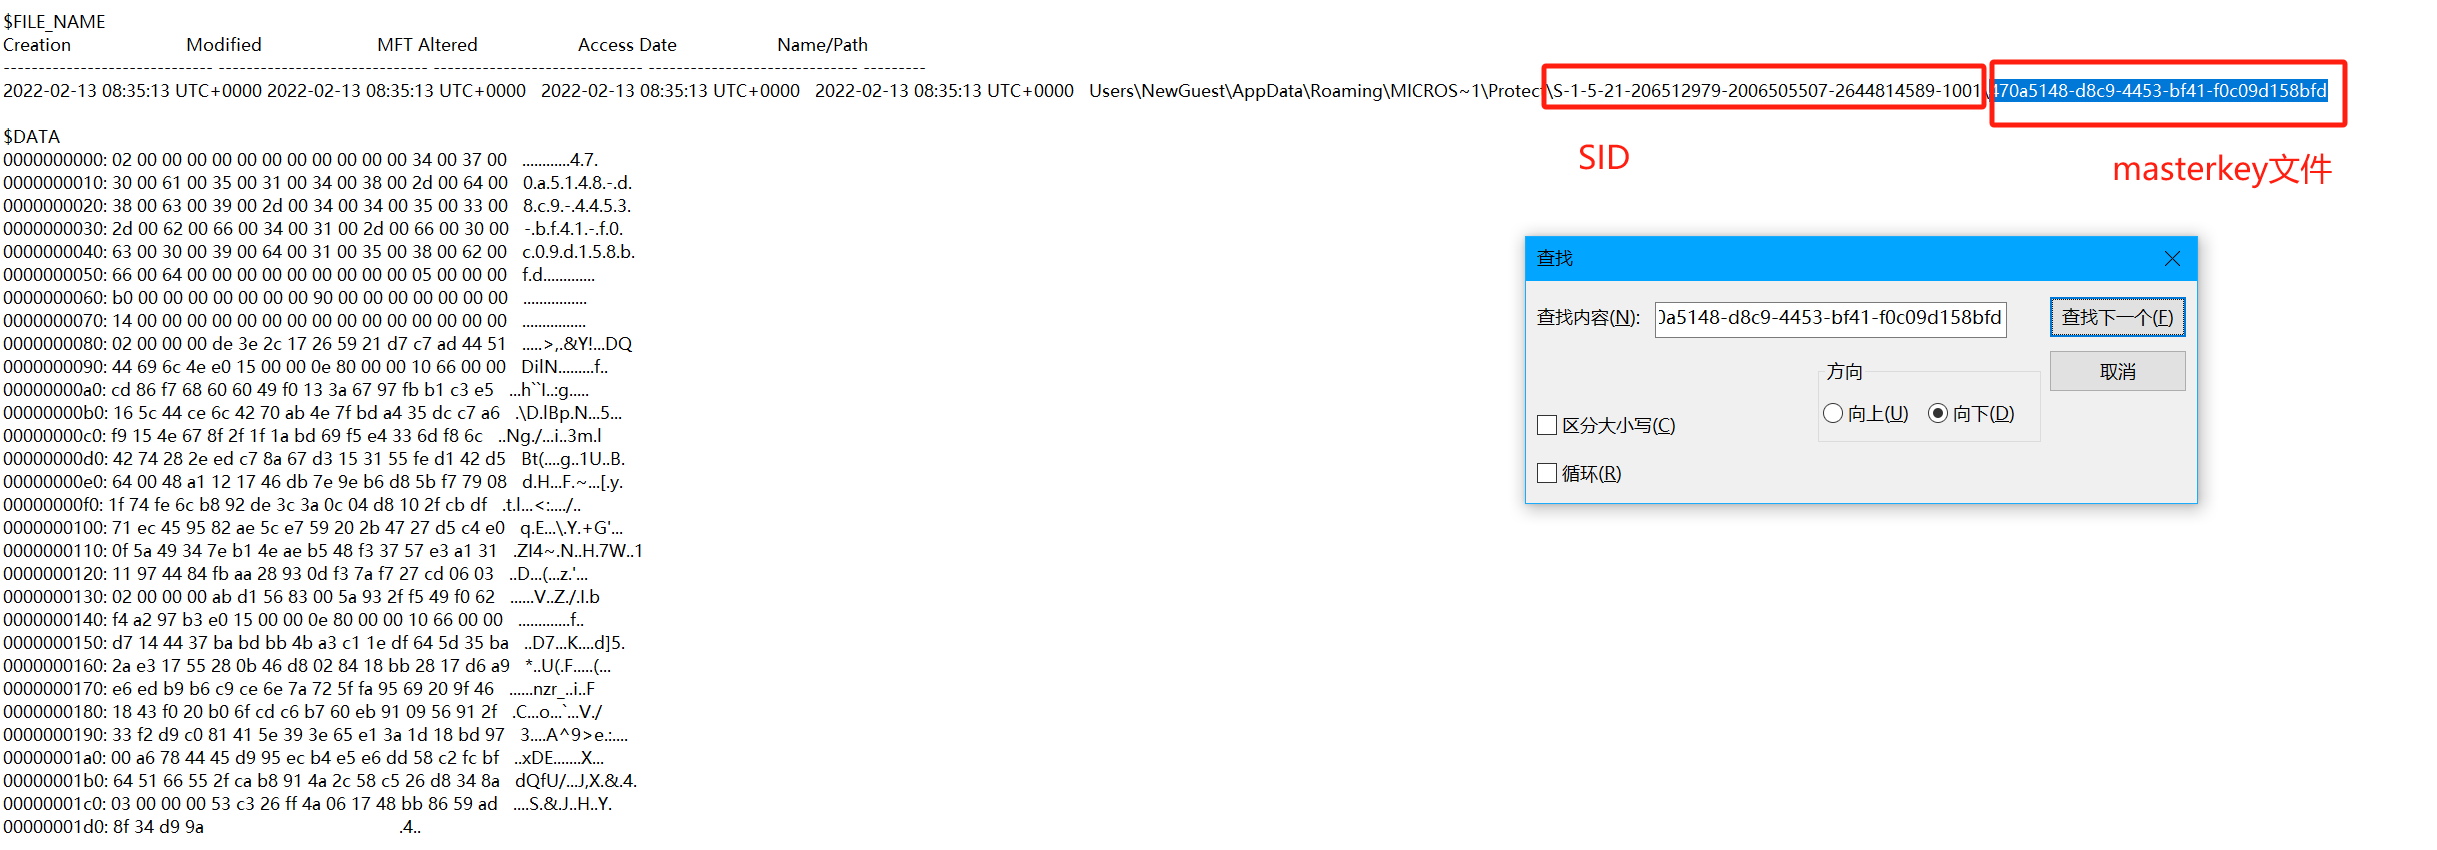 $FILE_NAME
Creation Modified MFT Altered Access Date Name/Path
------------------------------ ------------------------------ ------------------------------ ------------------------------ ---------
2022-02-13 08:35:13 UTC+0000 2022-02-13 08:35:13 UTC+0000 2022-02-13 08:35:13 UTC+0000 2022-02-13 08:35:13 UTC+0000 Users\NewGuest\AppData\Roaming\MICROS~1\Protect\S-1-5-21-206512979-2006505507-2644814589-1001\470a5148-d8c9-4453-bf41-f0c09d158bfd
SID
masterkey文件
$DATA
0000000000: 02 00 00 00 00 00 00 00 00 00 00 00 34 00 37 00 ............4.7.
0000000010: 30 00 61 00 35 00 31 00 34 00 38 00 2d 00 64 00 0.a.5.1.4.8.-.d.
0000000020: 38 00 63 00 39 00 2d 00 34 00 34 00 35 00 33 00 8.c.9.-.4.4.5.3.
0000000030: 2d 00 62 00 66 00 34 00 31 00 2d 00 66 00 30 00 -.b.f.4.1.-.f.0.
0000000040: 63 00 30 00 39 00 64 00 31 00 35 00 38 00 62 00 c.0.9.d.1.5.8.b.
0000000050: 66 00 64 00 00 00 00 00 00 00 00 00 05 00 00 00 f.d.............
0000000060: b0 00 00 00 00 00 00 00 90 00 00 00 00 00 00 00 ................
0000000070: 14 00 00 00 00 00 00 00 00 00 00 00 00 00 00 00 ................
0000000080: 02 00 00 00 de 3e 2c 17 26 59 21 d7 c7 ad 44 51 .....>,.&Y!...DQ
0000000090: 44 69 6c 4e e0 15 00 00 0e 80 00 00 10 66 00 00 DilN.........f..
00000000a0: cd 86 f7 68 60 60 49 f0 13 3a 67 97 fb b1 c3 e5 ...h``I..:g.....
00000000b0: 16 5c 44 ce 6c 42 70 ab 4e 7f bd a4 35 dc c7 a6 .\D.lBp.N...5...
00000000c0: f9 15 4e 67 8f 2f 1f 1a bd 69 f5 e4 33 6d f8 6c ..Ng./...i..3m.l
00000000d0: 42 74 28 2e ed c7 8a 67 d3 15 31 55 fe d1 42 d5 Bt(....g..1U..B.
00000000e0: 64 00 48 a1 12 17 46 db 7e 9e b6 d8 5b f7 79 08 d.H...F.~...[.y.
00000000f0: 1f 74 fe 6c b8 92 de 3c 3a 0c 04 d8 10 2f cb df .t.l...<:..../..
0000000100: 71 ec 45 95 82 ae 5c e7 59 20 2b 47 27 d5 c4 e0 q.E...\.Y.+G'...
0000000110: 0f 5a 49 34 7e b1 4e ae b5 48 f3 37 57 e3 a1 31 .ZI4~.N..H.7W..1
0000000120: 11 97 44 84 fb aa 28 93 0d f3 7a f7 27 cd 06 03 ..D...(...z.'...
0000000130: 02 00 00 00 ab d1 56 83 00 5a 93 2f f5 49 f0 62 ......V..Z./.I.b
0000000140: f4 a2 97 b3 e0 15 00 00 0e 80 00 00 10 66 00 00 .............f..
0000000150: d7 14 44 37 ba bd bb 4b a3 c1 1e df 64 5d 35 ba ..D7...K....d]5.
0000000160: 2a e3 17 55 28 0b 46 d8 02 84 18 bb 28 17 d6 a9 *..U(.F.....(...
0000000170: e6 ed b9 b6 c9 ce 6e 7a 72 5f fa 95 69 20 9f 46 ......nzr_..i..F
0000000180: 18 43 f0 20 b0 6f cd c6 b7 60 eb 91 09 56 91 2f .C...o...`...V./
0000000190: 33 f2 d9 c0 81 41 5e 39 3e 65 e1 3a 1d 18 bd 97 3....A^9>e.:....
00000001a0: 00 a6 78 44 45 d9 95 ec b4 e5 e6 dd 58 c2 fc bf ..xDE.......X...
00000001b0: 64 51 66 55 2f ca b8 91 4a 2c 58 c5 26 d8 34 8a dQfU/...J,X.&.4.
00000001c0: 03 00 00 00 53 c3 26 ff 4a 06 17 48 bb 86 59 ad ....S.&.J..H..Y.
00000001d0: 8f 34 d9 9a .4..
查找
查找内容(N): 0a5148-d8c9-4453-bf41-f0c09d158bfd 查找下一个(F)
取消
方向
向上(U) 向下(D)
区分大小写(C)
循环(R)